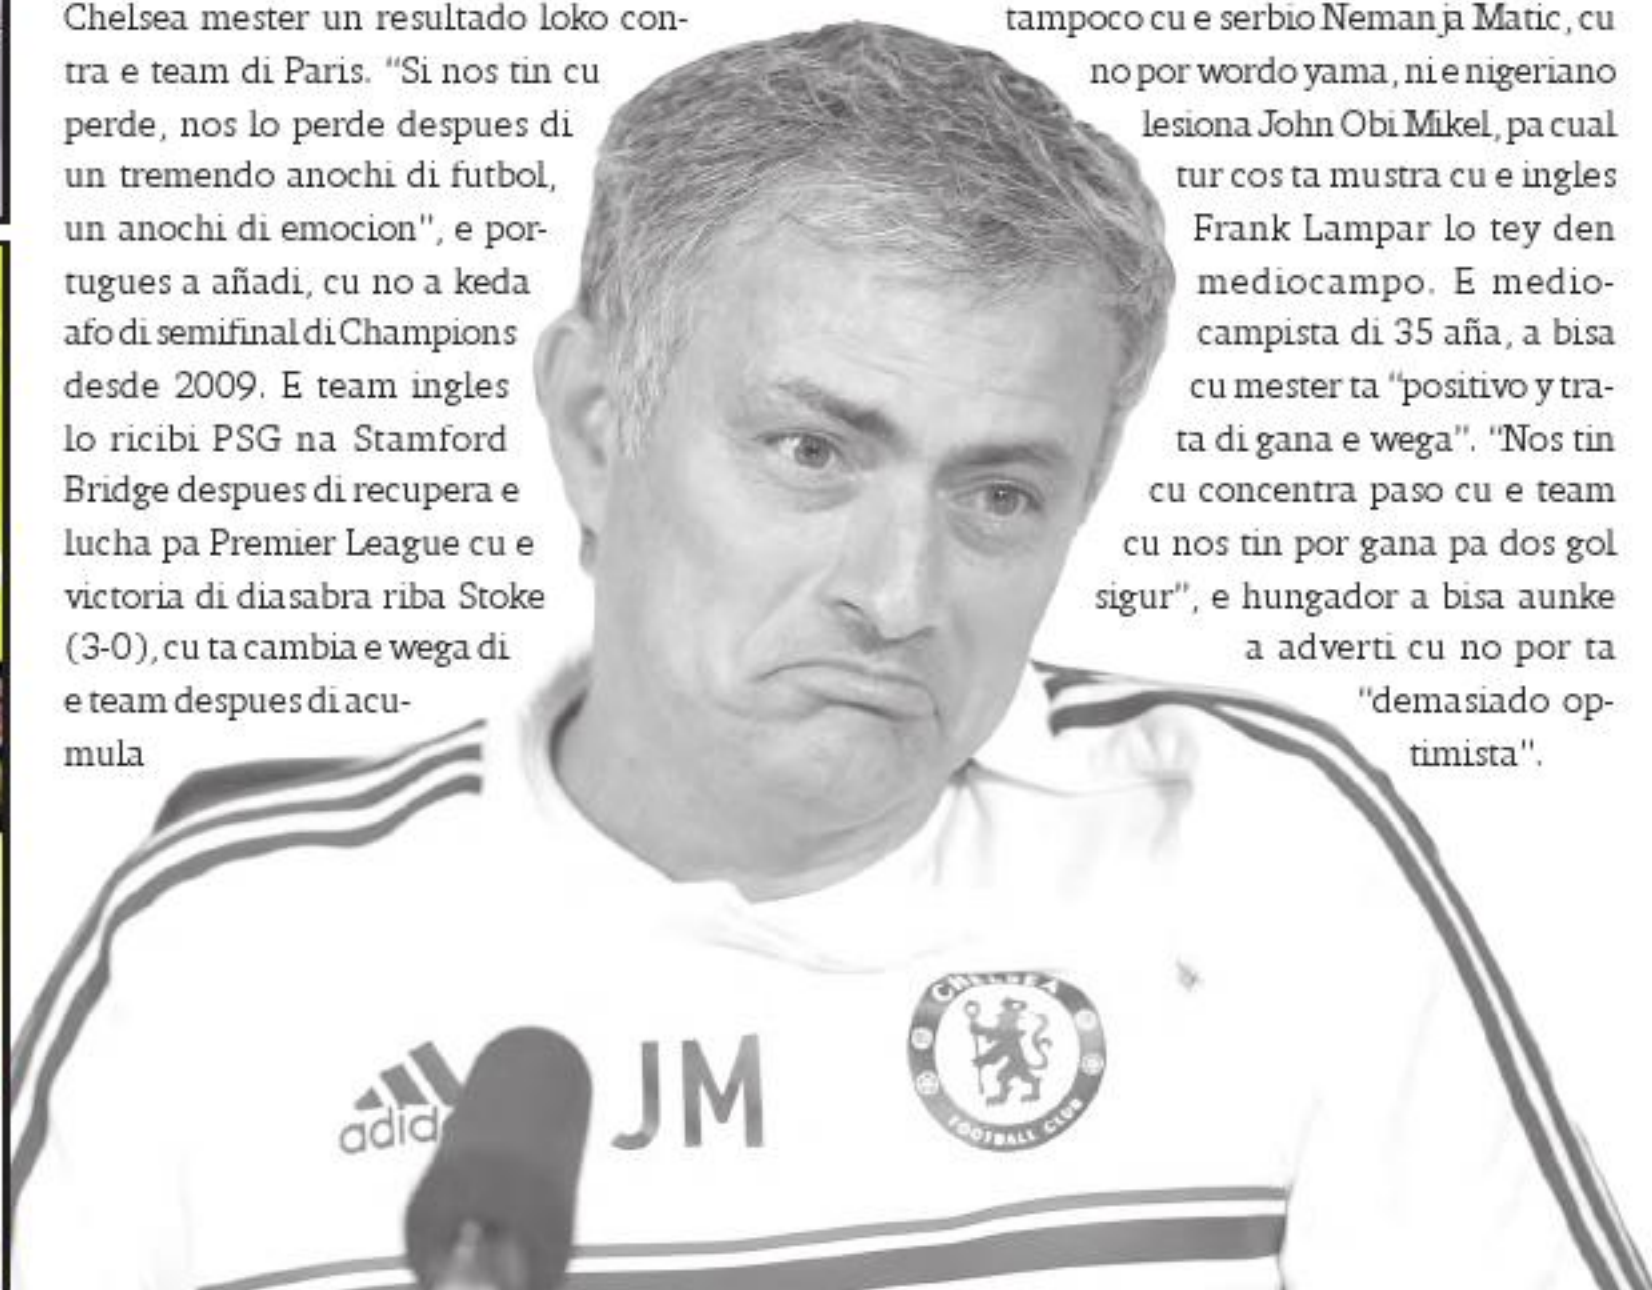 Chelsea mester un resultado loko con-
tra e team di Paris. “Si nos tin cu
perde, nos lo perde despues di
un tremendo anochi di futbol,
un anochi di emocion”, e por-
tugues a añadi, cu no a keda
afo di semifinal di Champions
desde 2009. E team ingles
lo ricibi PSG na Stamford
Bridge despues di recupera e
lucha pa Premier League cu e
victoria di diasabra riba Stoke
(3-0), cu ta cambia e wega di
e team despues di acu-
mula
tampoco cu e serbio Nemanja Matic, cu
no por wordo yama, ni e nigeriano
lesiona John Obi Mikel, pa cual
tur cos ta mustra cu e ingles
Frank Lampar lo tey den
mediocampo. E medio-
campista di 35 aña, a bisa
cu mester ta “positivo y tra-
ta di gana e wega”. “Nos tin
cu concentra paso cu e team
cu nos tin por gana pa dos gol
sigur”, e hungador a bisa aunke
a adverti cu no por ta
“demasiado op-
timista”.
adid
JM
CHELSEA
FOOTBALL CLUB